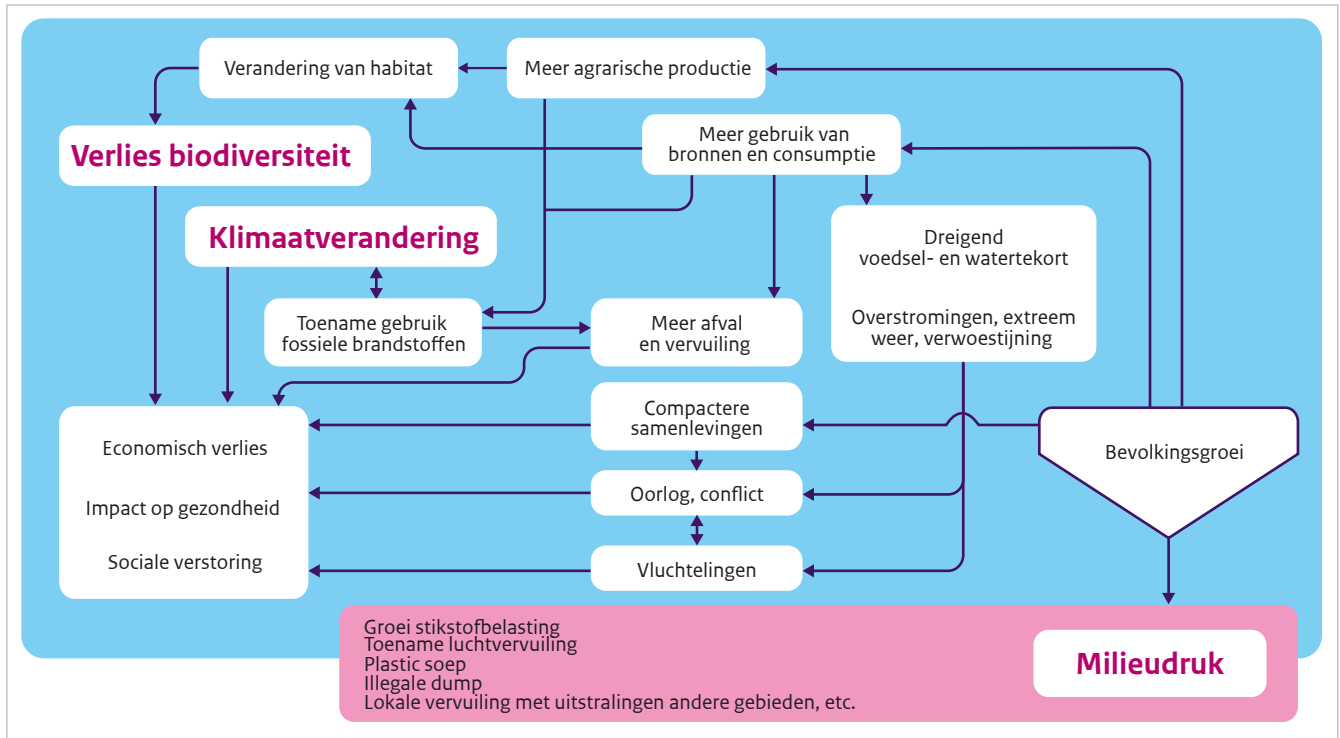 Verandering van habitat
Meer agrarische productie
Meer gebruik van
bronnen en consumptie
Verlies biodiversiteit
Klimaatverandering
Dreigend
voedsel- en watertekort
Overstromingen, extreem
weer, verwoestijning
Toename gebruik
fossiele brandstoffen
Meer afval
en vervuiling
Compactere
samenlevingen
Bevolkingsgroei
Economisch verlies
Impact op gezondheid
Sociale verstoring
Oorlog, conflict
Vluchtelingen
Groei stikstofbelasting
Toename luchtvervuiling
Plastic soep
Illegale dump
Lokale vervuiling met uitstralingen andere gebieden, etc.
Milieudruk